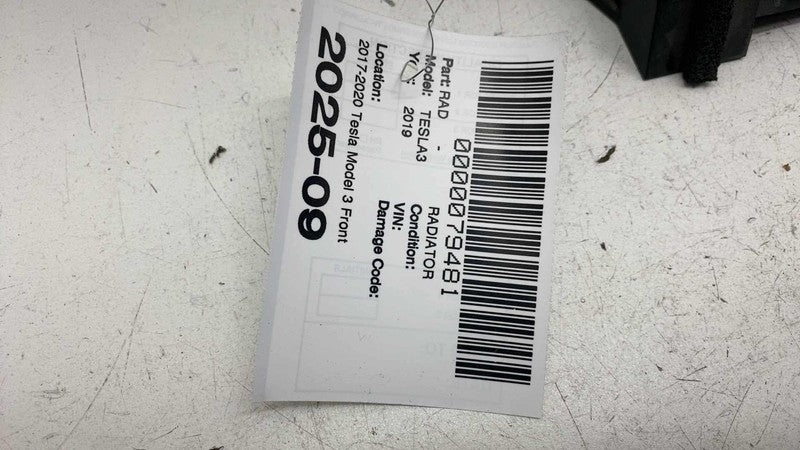 0000079481
Part: RAD - RADIATOR
Model: TESLA3 Condition:
Year: 2019 VIN:
Location: Damage Code:
2017-2020 Tesla Model 3 Front
2025-09